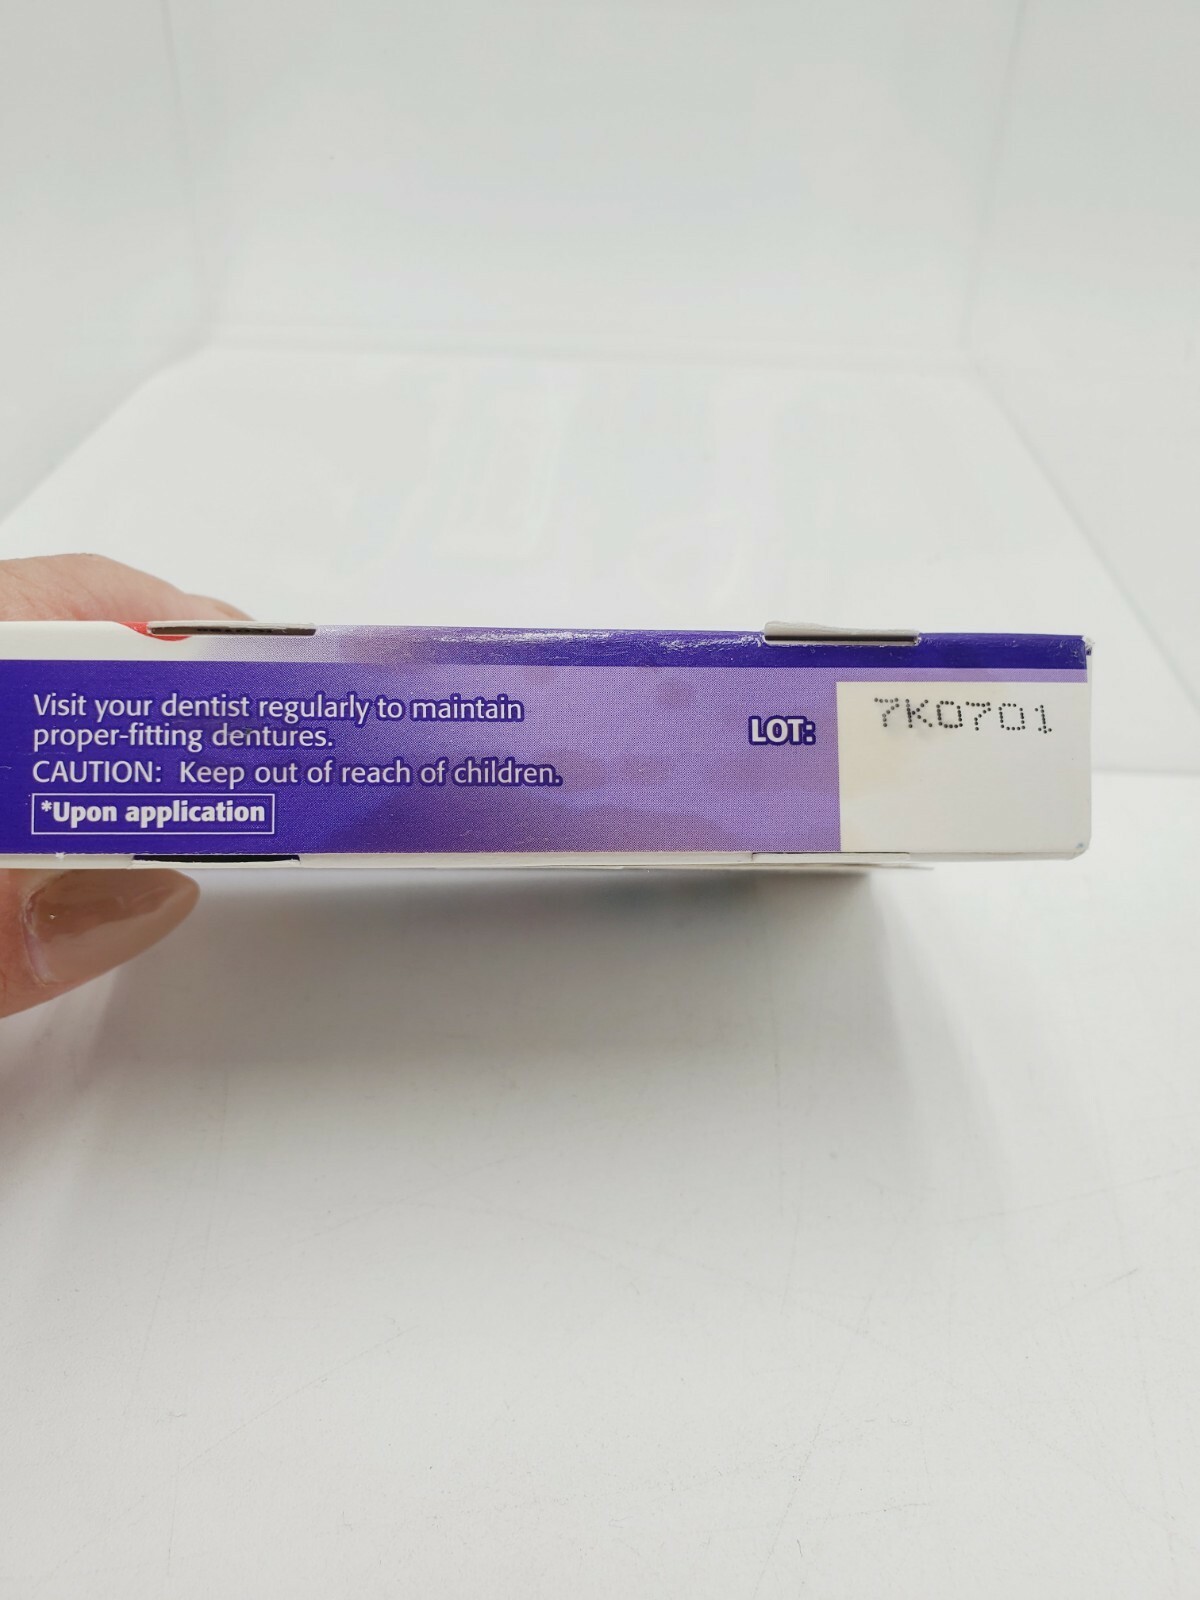 Visit your dentist regularly to maintain
proper-fitting dentures.
CAUTION: Keep out of reach of children.
*Upon application
LOT: 7K0701